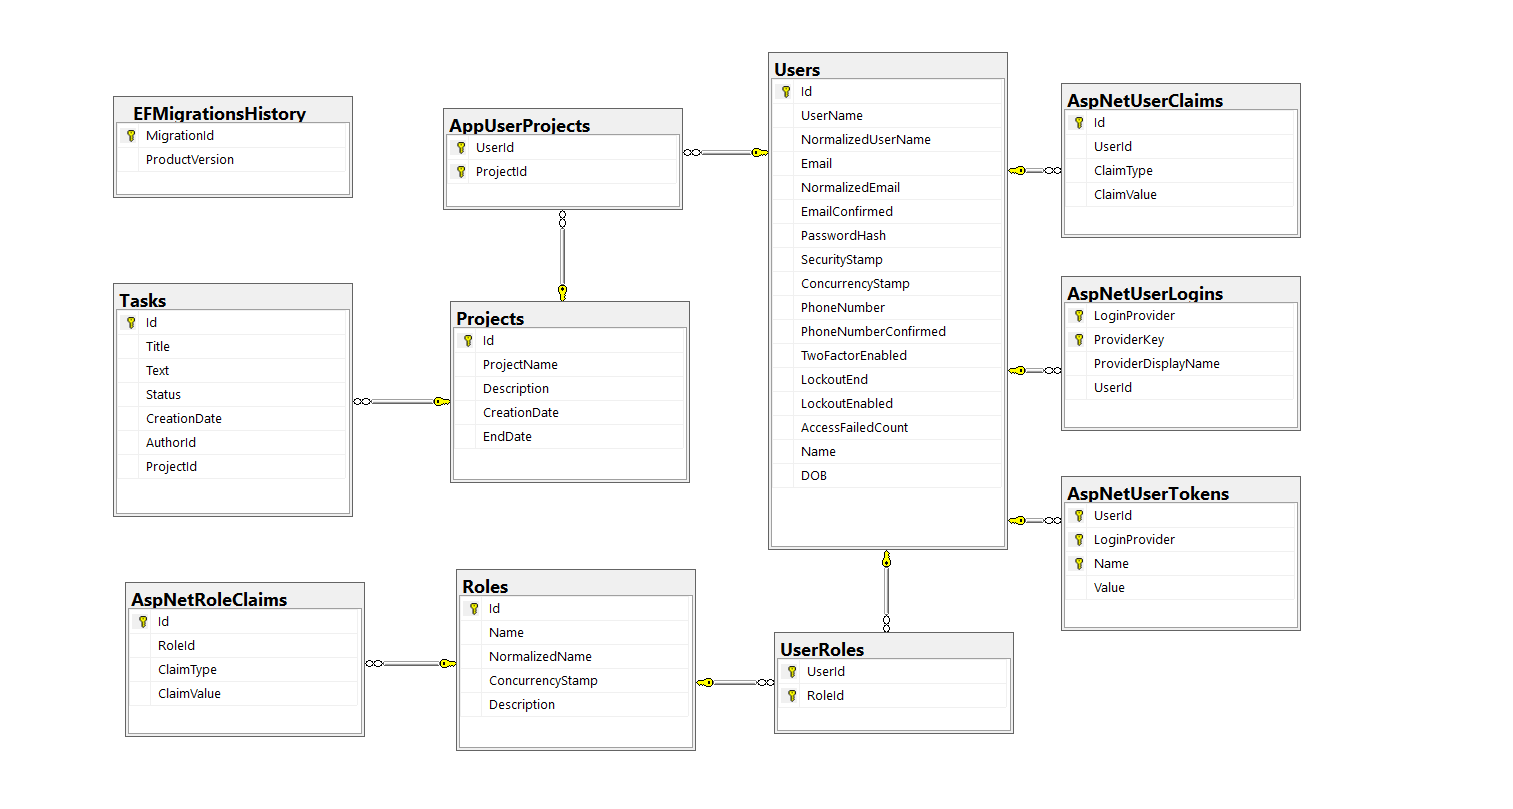 EFMigrationsHistory
MigrationId
ProductVersion
AppUserProjects
UserId
ProjectId
Users
Id
UserName
NormalizedUserName
Email
NormalizedEmail
EmailConfirmed
PasswordHash
SecurityStamp
ConcurrencyStamp
PhoneNumber
PhoneNumberConfirmed
TwoFactorEnabled
LockoutEnd
LockoutEnabled
AccessFailedCount
Name
DOB
AspNetUserClaims
Id
UserId
ClaimType
ClaimValue
Tasks
Id
Title
Text
Status
CreationDate
AuthorId
ProjectId
Projects
Id
ProjectName
Description
CreationDate
EndDate
AspNetUserLogins
LoginProvider
ProviderKey
ProviderDisplayName
UserId
AspNetUserTokens
UserId
LoginProvider
Name
Value
AspNetRoleClaims
Id
RoleId
ClaimType
ClaimValue
Roles
Id
Name
NormalizedName
ConcurrencyStamp
Description
UserRoles
UserId
RoleId